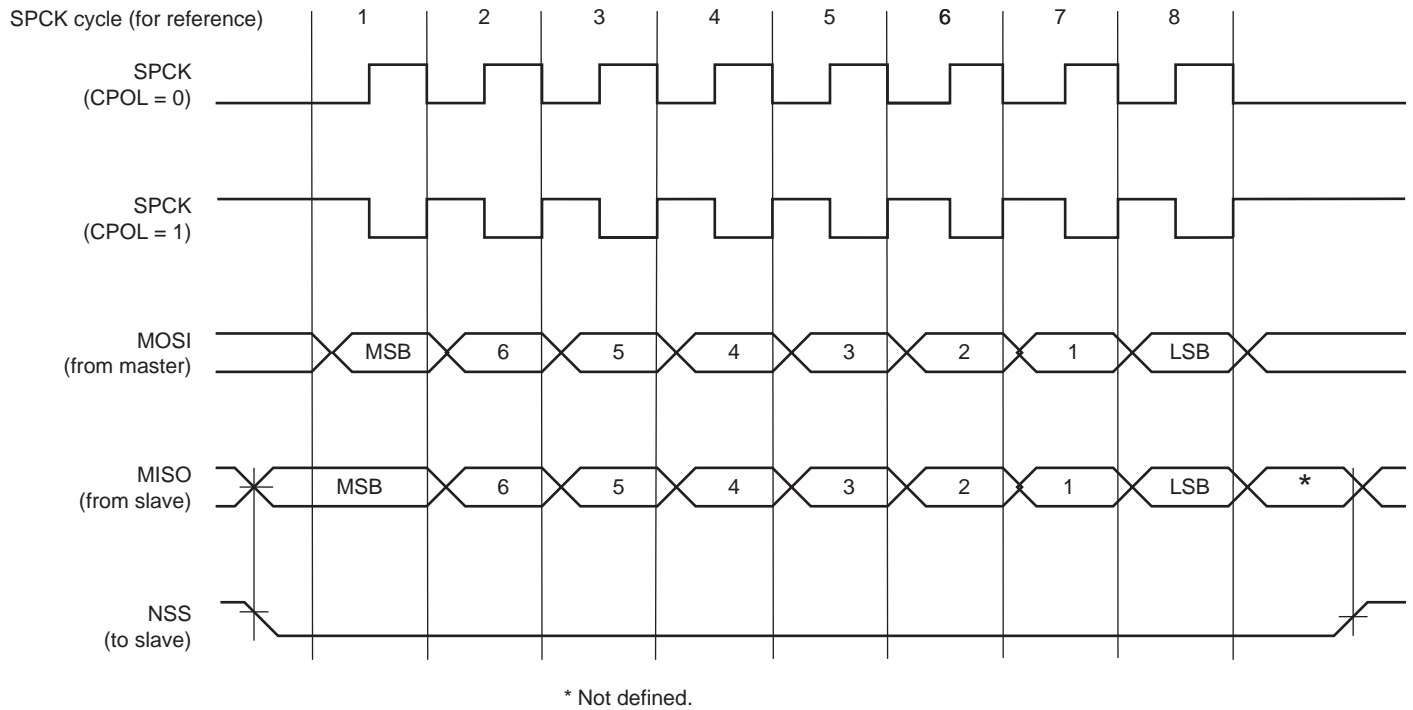 SPCK cycle (for reference) 1 2 3 4 5 6 7 8
SPCK
(CPOL = 0)
SPCK
(CPOL = 1)
MOSI
(from master)
MSB 6 5 4 3 2 1 LSB
MISO
(from slave)
MSB 6 5 4 3 2 1 LSB *
NSS
(to slave)
* Not defined.